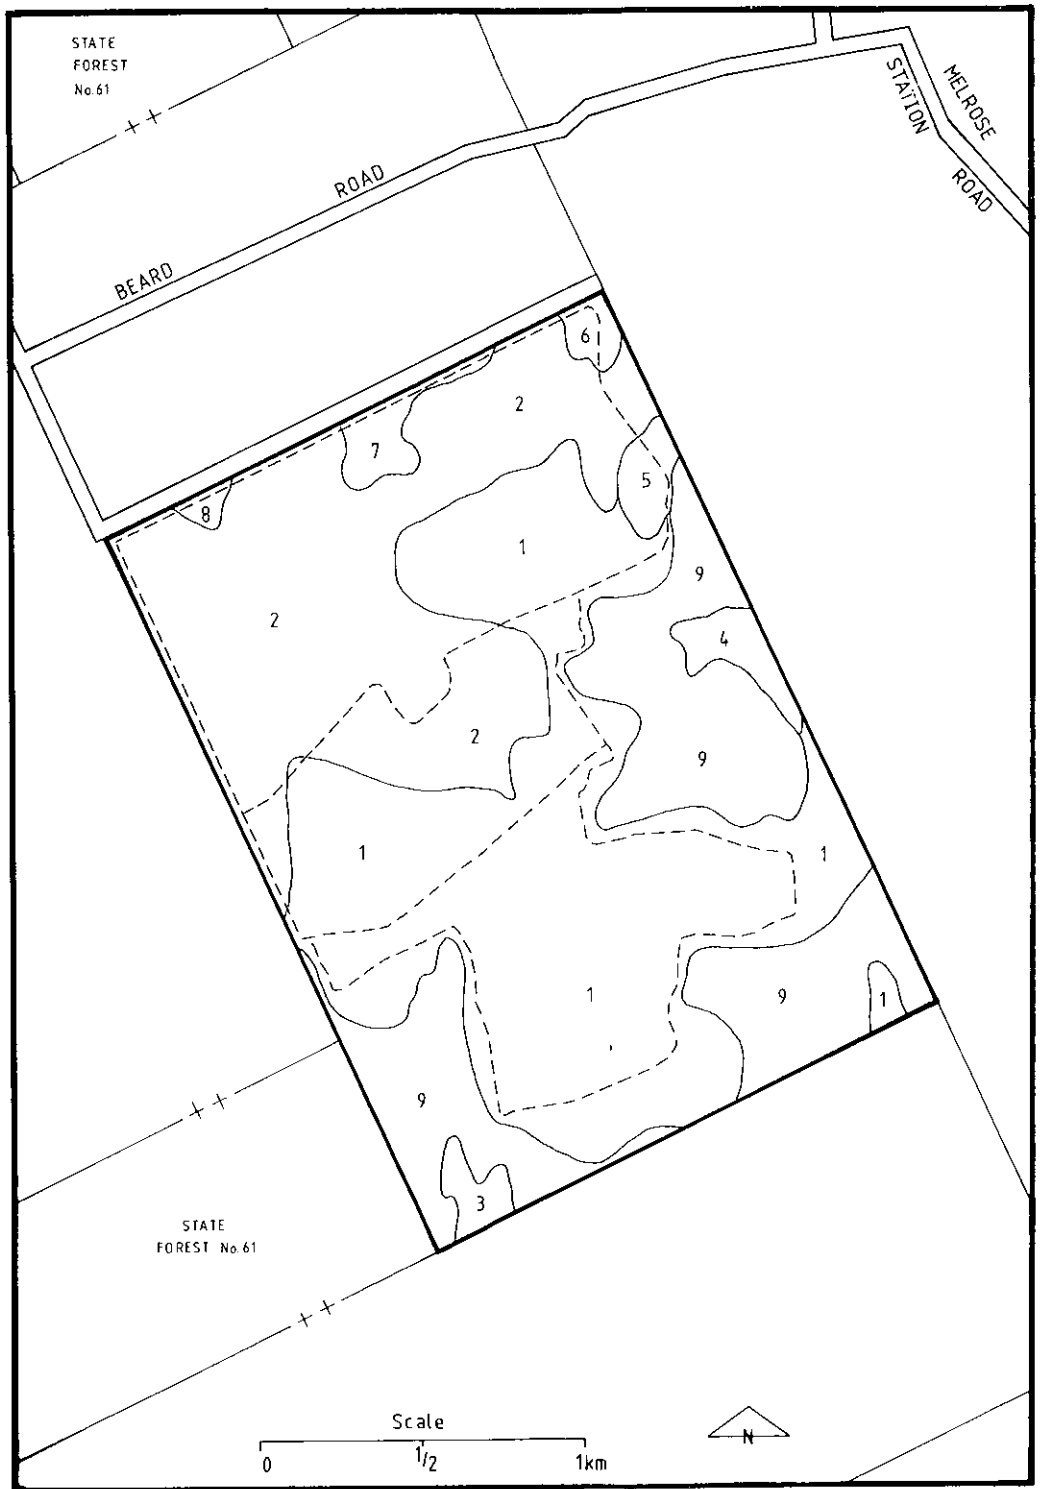 STATE
FOREST
No.61
MELROSE
STATION
ROAD
ROAD
BEARD
6
2
7
5
8
1
9
2
4
2
9
1
1
1
9
1
9
3
STATE
FOREST No.61
Scale
0
1/2
1km
N